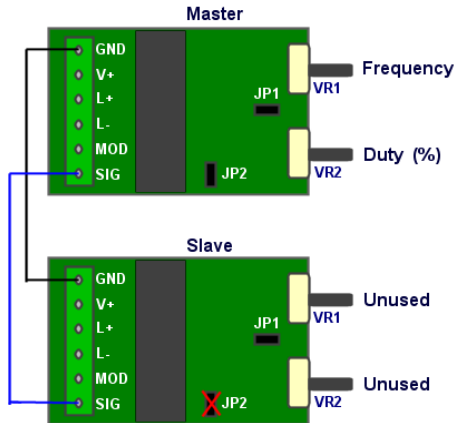 Master
GND
V+
L+
L-
MOD
SIG
JP1
JP2
VR1
Frequency
VR2
Duty (%)
Slave
GND
V+
L+
L-
MOD
SIG
JP1
JP2
VR1
Unused
VR2
Unused